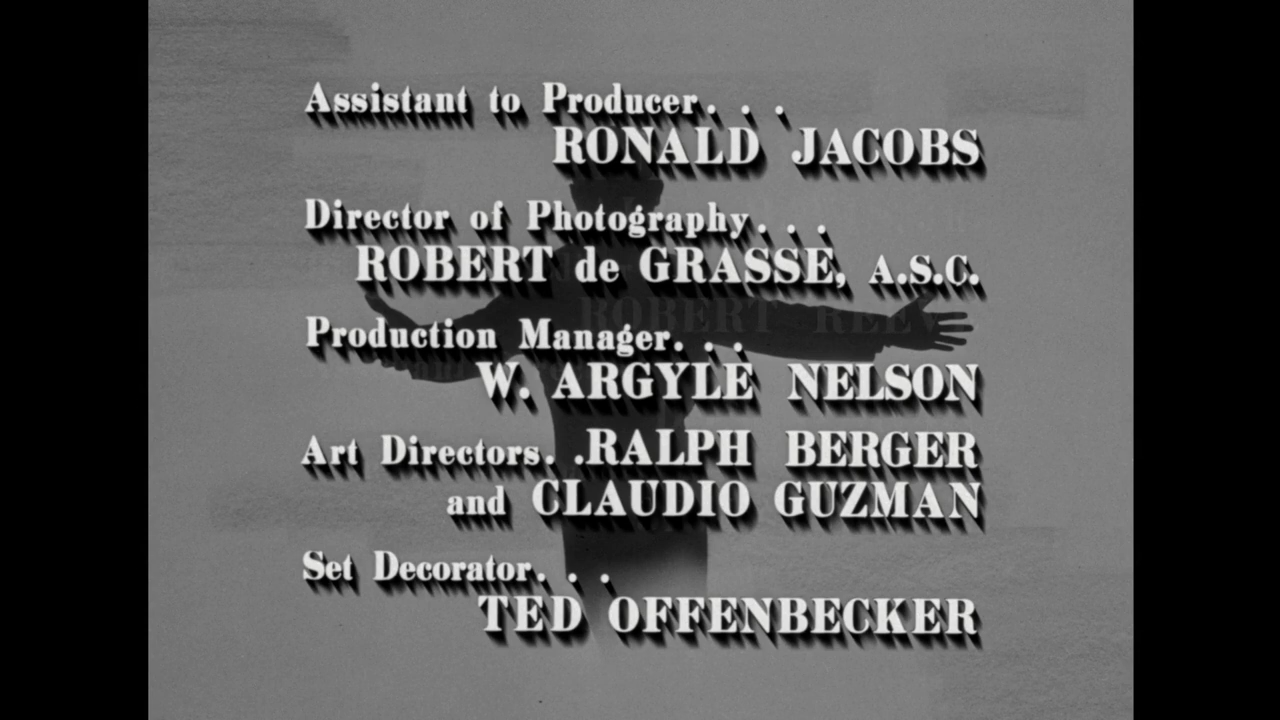 Assistant to Producer. . .
RONALD JACOBS
Director of Photography. . .
ROBERT de GRASSE, A.S.C.
Production Manager. . .
W. ARGYLE NELSON
Art Directors. .RALPH BERGER
and CLAUDIO GUZMAN
Set Decorator. . .
TED OFFENBECKER